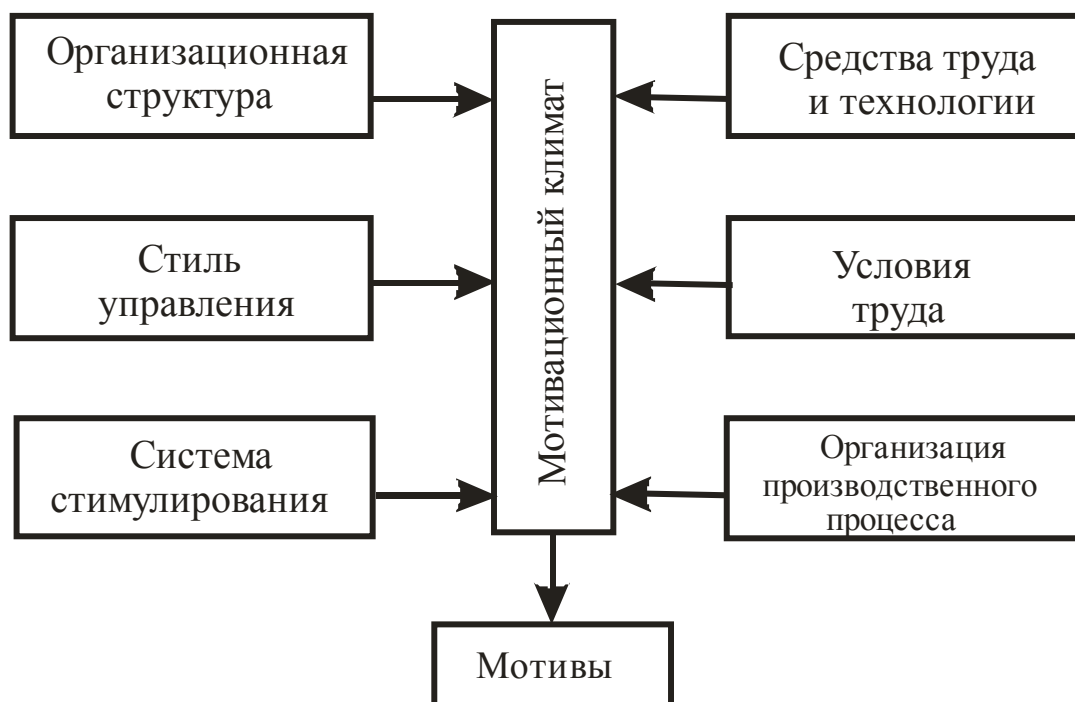 Организационная
структура
Средства труда
и технологии
Стиль
управления
Мотивационный климат
Условия
труда
Система
стимулирования
Организация
производственного
процесса
Мотивы